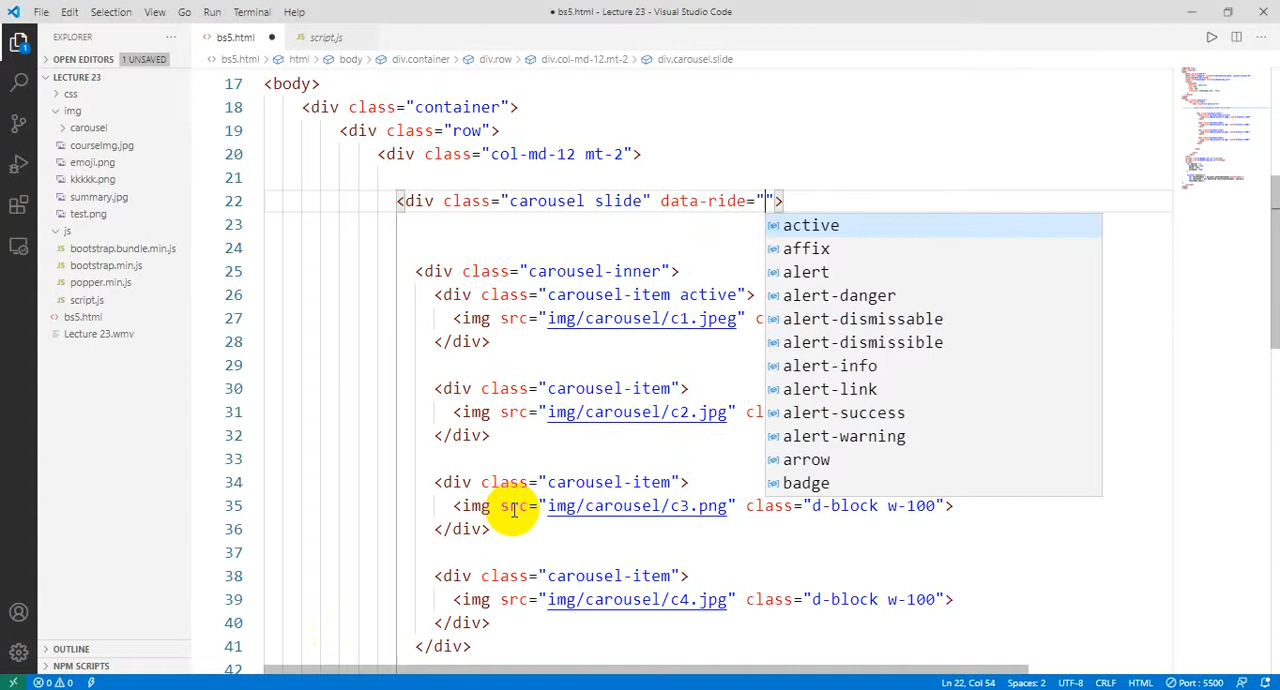 File Edit Selection View Go Run Terminal Help
● bs5.html - Lecture 23 - Visual Studio Code
EXPLORER
bs5.html
script.js
OPEN EDITORS 1 UNSAVED
bs5.html > html > body > div.container > div.row > div.col-md-12.mt-2 > div.carousel.slide
LECTURE 23
css
img
carousel
courseImg.jpg
emoji.png
kkkkk.png
summary.jpg
test.png
js
bootstrap.bundle.min.js
bootstrap.min.js
popper.min.js
script.js
bs5.html
Lecture 23.wmv
OUTLINE
NPM SCRIPTS
17 <body>
18 <div class="container">
19 <div class="row">
20 <div class="col-md-12 mt-2">
21
22 <div class="carousel slide" data-ride="">
23
24
25 <div class="carousel-inner">
26 <div class="carousel-item active">
27 <img src="img/carousel/c1.jpeg" c
28 </div>
29
30 <div class="carousel-item">
31 <img src="img/carousel/c2.jpg" cl
32 </div>
33
34 <div class="carousel-item">
35 <img src="img/carousel/c3.png" class="d-block w-100">
36 </div>
37
38 <div class="carousel-item">
39 <img src="img/carousel/c4.jpg" class="d-block w-100">
40 </div>
41 </div>
42
active
affix
alert
alert-danger
alert-dismissable
alert-dismissible
alert-info
alert-link
alert-success
alert-warning
arrow
badge
0 0
Ln 22, Col 54 Spaces: 2 UTF-8 CRLF HTML Port : 5500